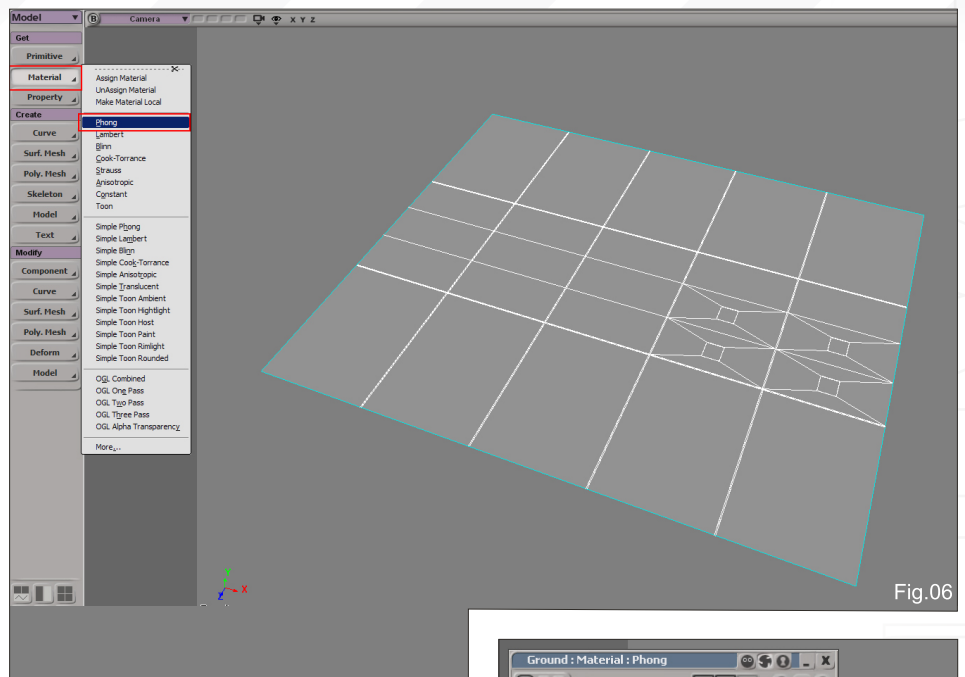 Model
B Camera X Y Z
Get
Primitive
Material
Property
Create
Curve
Surf. Mesh
Poly. Mesh
Skeleton
Model
Text
Modify
Component
Curve
Surf. Mesh
Poly. Mesh
Deform
Model
Assign Material
UnAssign Material
Make Material Local
Phong
Lambert
Blinn
Cook-Torrance
Strauss
Anisotropic
Constant
Toon
Simple Phong
Simple Lambert
Simple Blinn
Simple Cook-Torrance
Simple Anisotropic
Simple Translucent
Simple Toon Ambient
Simple Toon Hightlight
Simple Toon Host
Simple Toon Paint
Simple Toon Rimlight
Simple Toon Rounded
OGL Combined
OGL One Pass
OGL Two Pass
OGL Three Pass
OGL Alpha Transparency
More...
Y
X
Z
Fig.06
Ground : Material : Phong